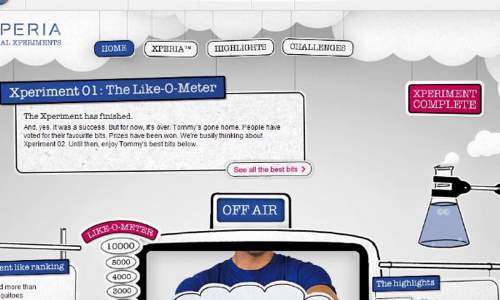 PERIA
AL XPERIMENTS
HOME
XPERIA™
HIGHLIGHTS
CHALLENGES
Xperiment 01: The Like-O-Meter
The Xperiment has finished.
And, yes, it was a success. But for now, it's over. Tommy's gone home. People have
voted for their favourite bits. Prizes have been won. We're busily thinking about
Xperiment 02. Until then, enjoy Tommy's best bits below.
See all the best bits
XPERIMENT
COMPLETE
OFF AIR
LIKE-O-METER
10000
5000
4000
2000
ent like ranking
d more than
quitoes
The highlights